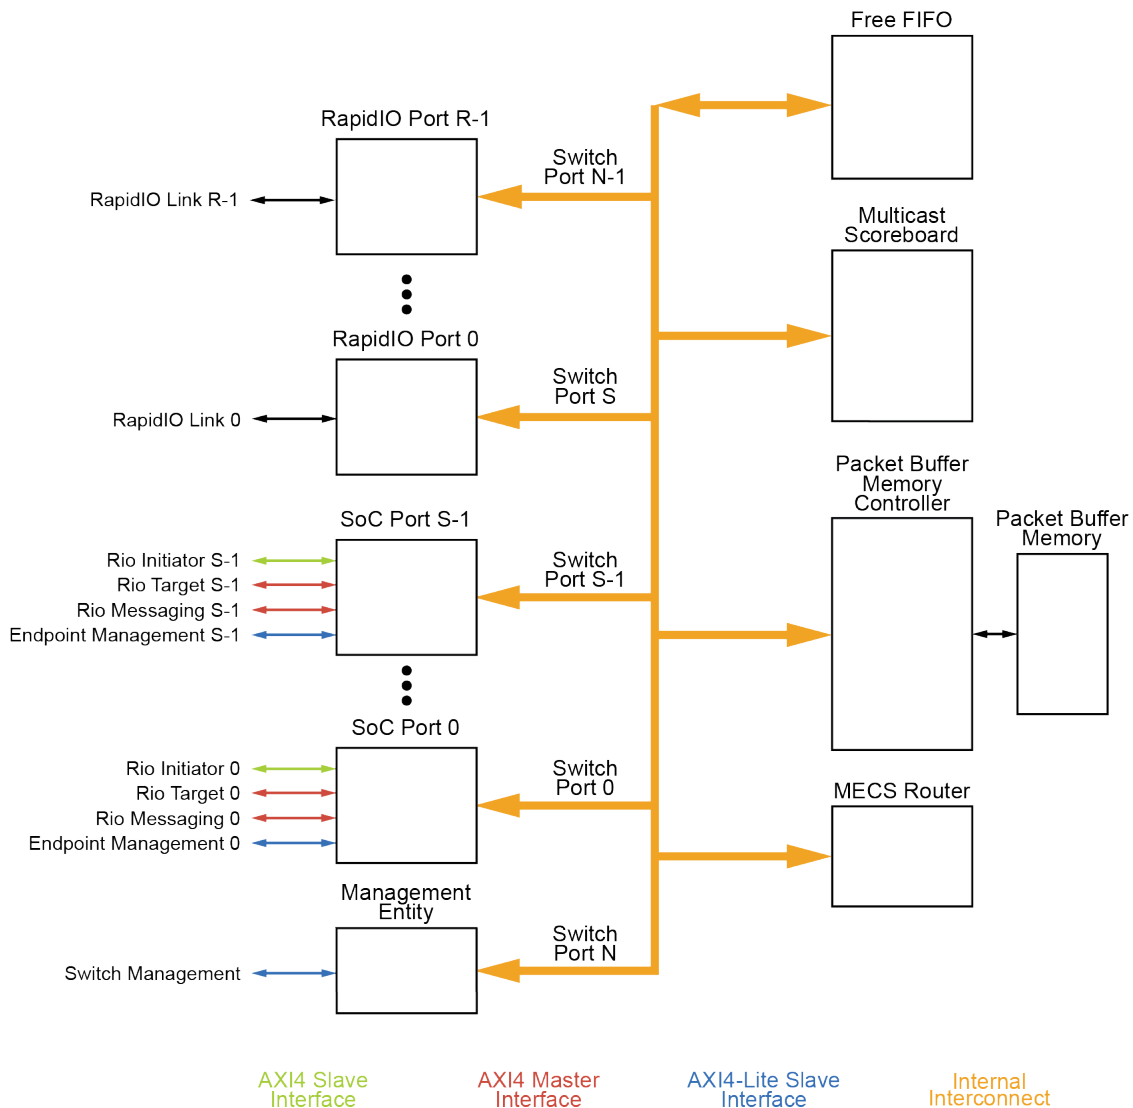 Free FIFO
RapidIO Port R-1
Switch
Port N-1
RapidIO Link R-1
Multicast
Scoreboard
RapidIO Port 0
Switch
Port S
RapidIO Link 0
Packet Buffer
Memory
Controller
Packet Buffer
Memory
SoC Port S-1
Switch
Port S-1
Rio Initiator S-1
Rio Target S-1
Rio Messaging S-1
Endpoint Management S-1
SoC Port 0
Switch
Port 0
Rio Initiator 0
Rio Target 0
Rio Messaging 0
Endpoint Management 0
MECS Router
Management
Entity
Switch
Port N
Switch Management
AXI4 Slave
Interface
AXI4 Master
Interface
AXI4-Lite Slave
Interface
Internal
Interconnect